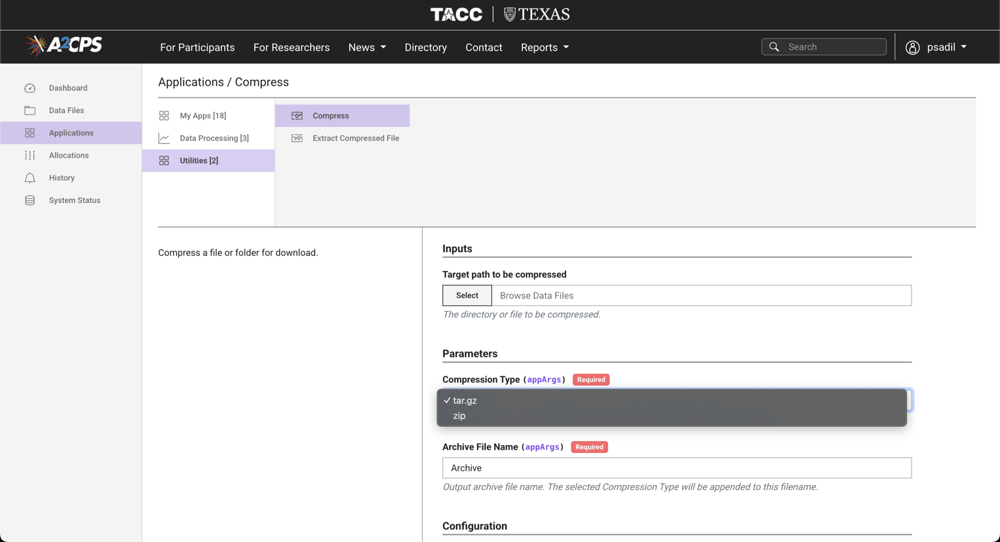 TACC TEXAS
A2CPS For Participants For Researchers News Directory Contact Reports Search psadil
Dashboard
Data Files
Applications
Allocations
History
System Status
Applications / Compress
My Apps [18]
Data Processing [3]
Utilities [2]
Compress
Extract Compressed File
Compress a file or folder for download.
Inputs
Target path to be compressed
Select Browse Data Files
The directory or file to be compressed.
Parameters
Compression Type (appArgs) Required
✓ tar.gz
zip
Archive File Name (appArgs) Required
Archive
Output archive file name. The selected Compression Type will be appended to this filename.
Configuration